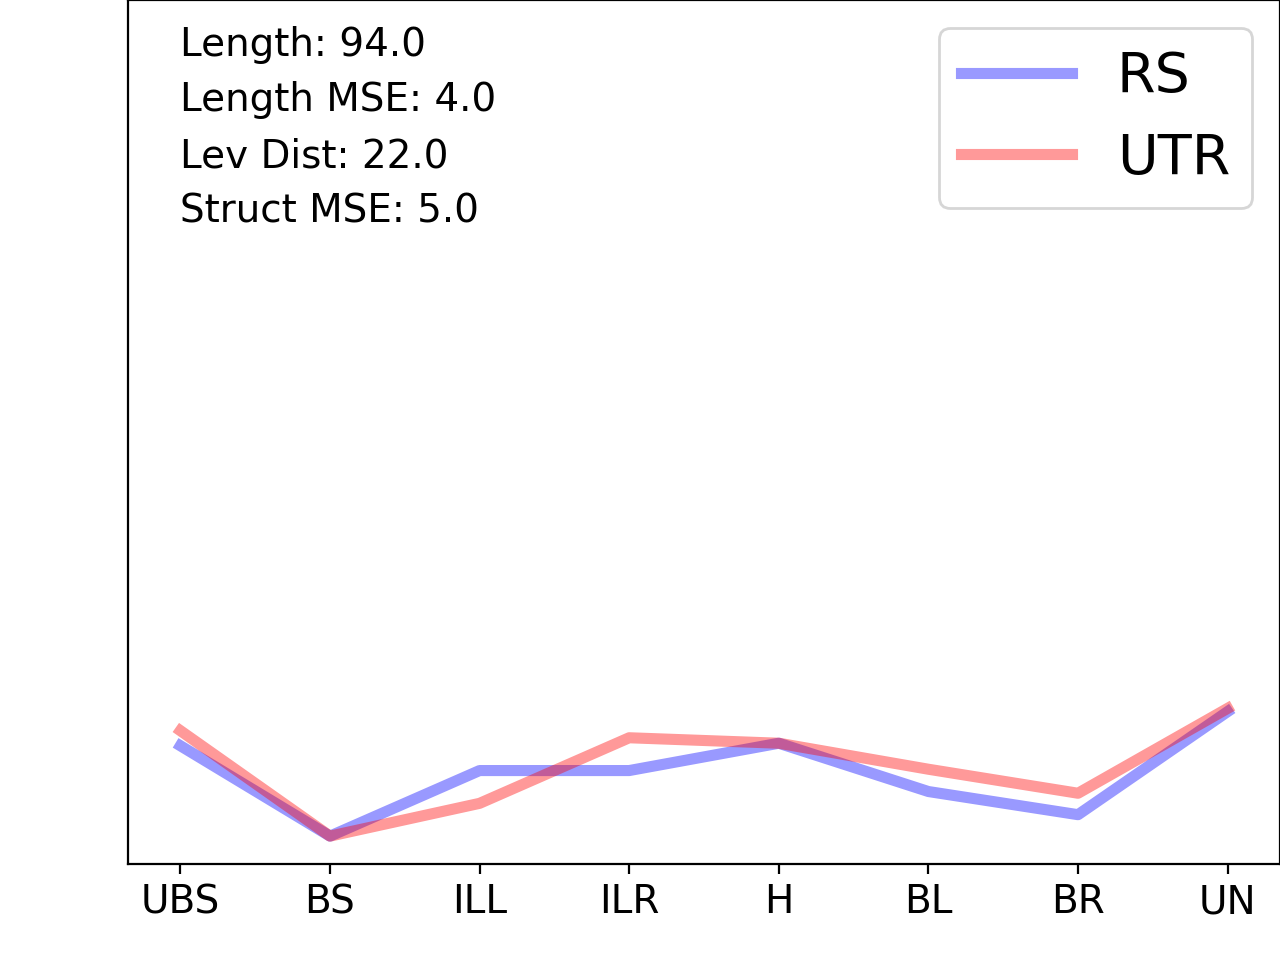 Length: 94.0
Length MSE: 4.0
Lev Dist: 22.0
Struct MSE: 5.0
RS
UTR
UBS BS ILL ILR H BL BR UN